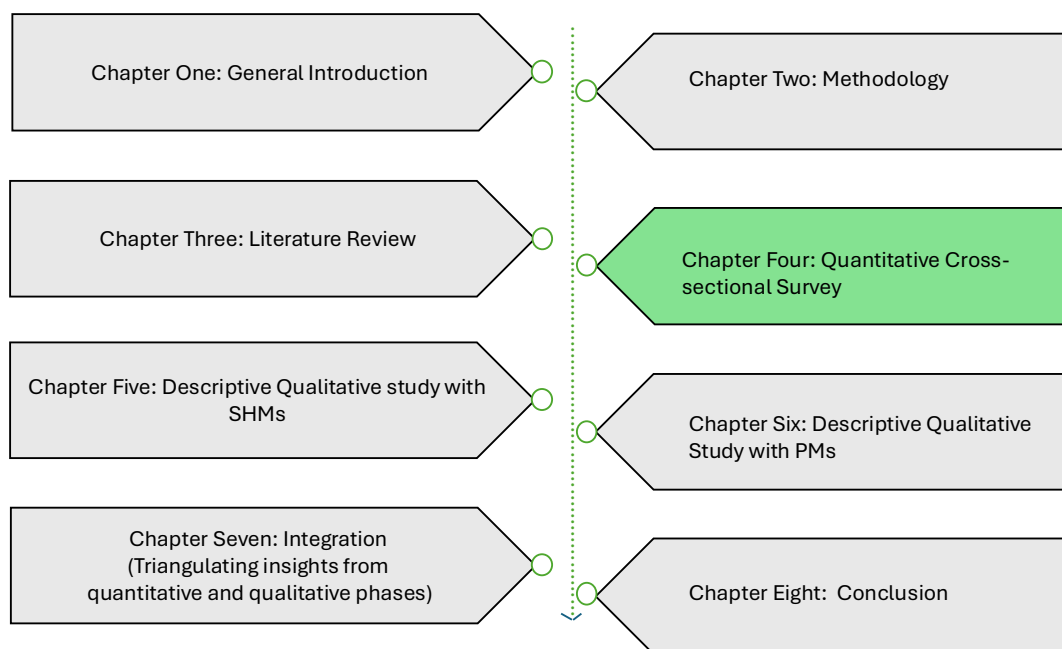 Chapter One: General Introduction
Chapter Two: Methodology
Chapter Three: Literature Review
Chapter Four: Quantitative Cross-
sectional Survey
Chapter Five: Descriptive Qualitative study with
SHMs
Chapter Six: Descriptive Qualitative
Study with PMs
Chapter Seven: Integration
(Triangulating insights from
quantitative and qualitative phases)
Chapter Eight:  Conclusion